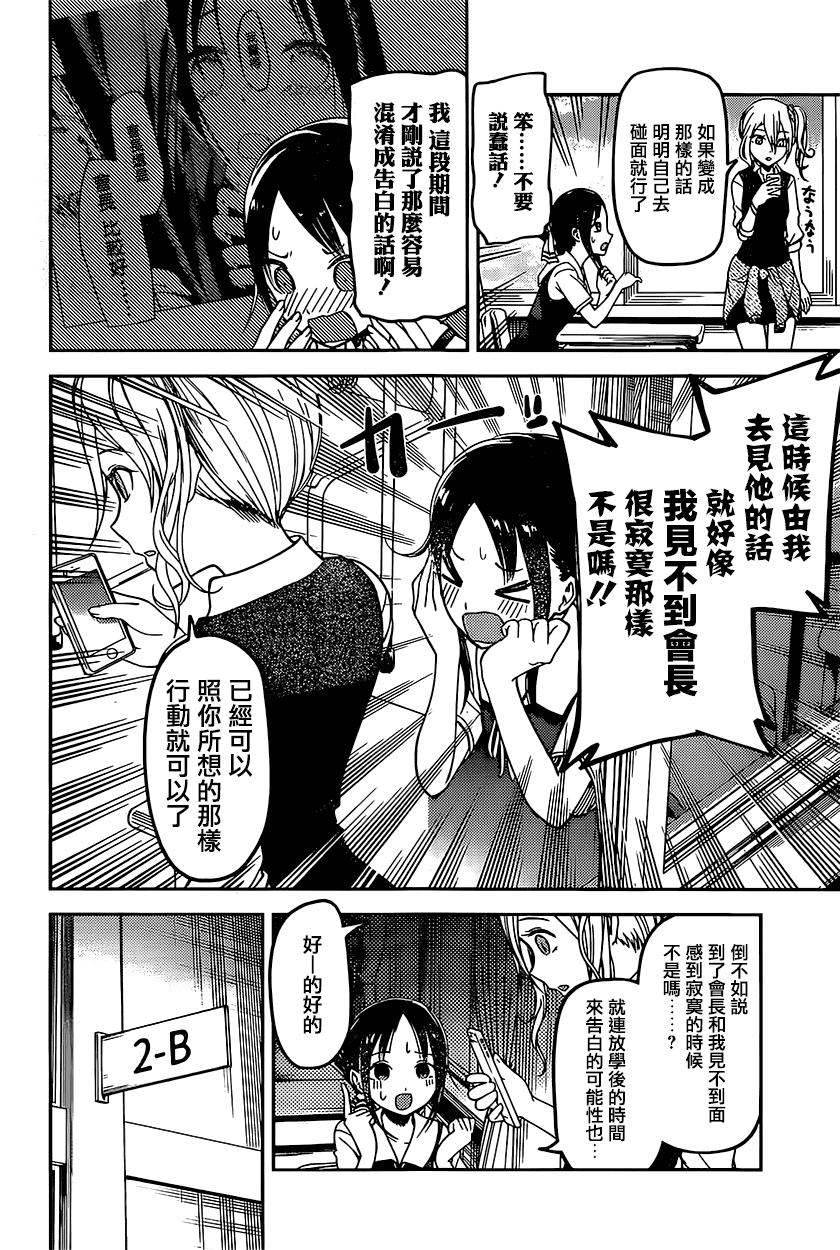 如果變成
那樣的話
明明自己去
碰面就行了
なうなう
笨……不要
說蠢話！
我 這段期間
才剛說了那麼容易
混淆成告白的話啊！
這時候由我
去見他的話
就好像
我見不到會長
很寂寞那樣
不是嗎!!
已經可以
照你所想的那樣
行動就可以了
倒不如說
到了會長和我見不到面
感到寂寞的時候
不是嗎……？
就連放學後的時間
來告白的可能性也…
好—的好的
2-B